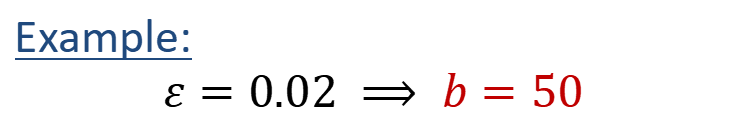 Example:
ε = 0.02 ⟹ b = 50